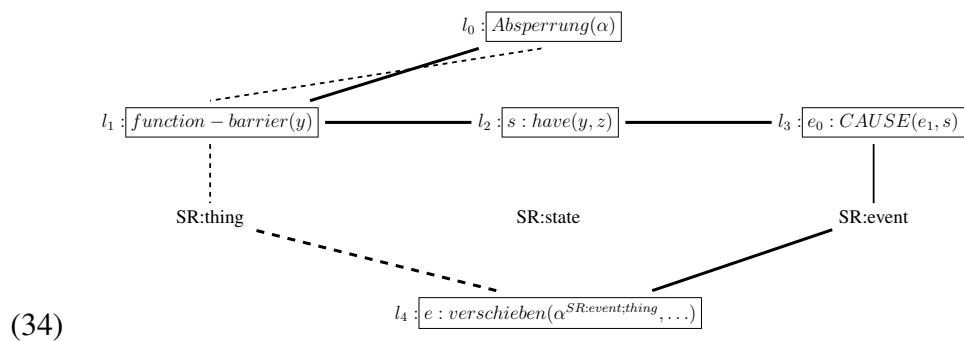 l₀ : Absperrung(α)
l₁ : function − barrier(y) l₂ : s : have(y, z) l₃ : e₀ : CAUSE(e₁, s)
SR:thing SR:state SR:event
l₄ : e : verschieben(α^SR:event;thing, . . .)
(34)